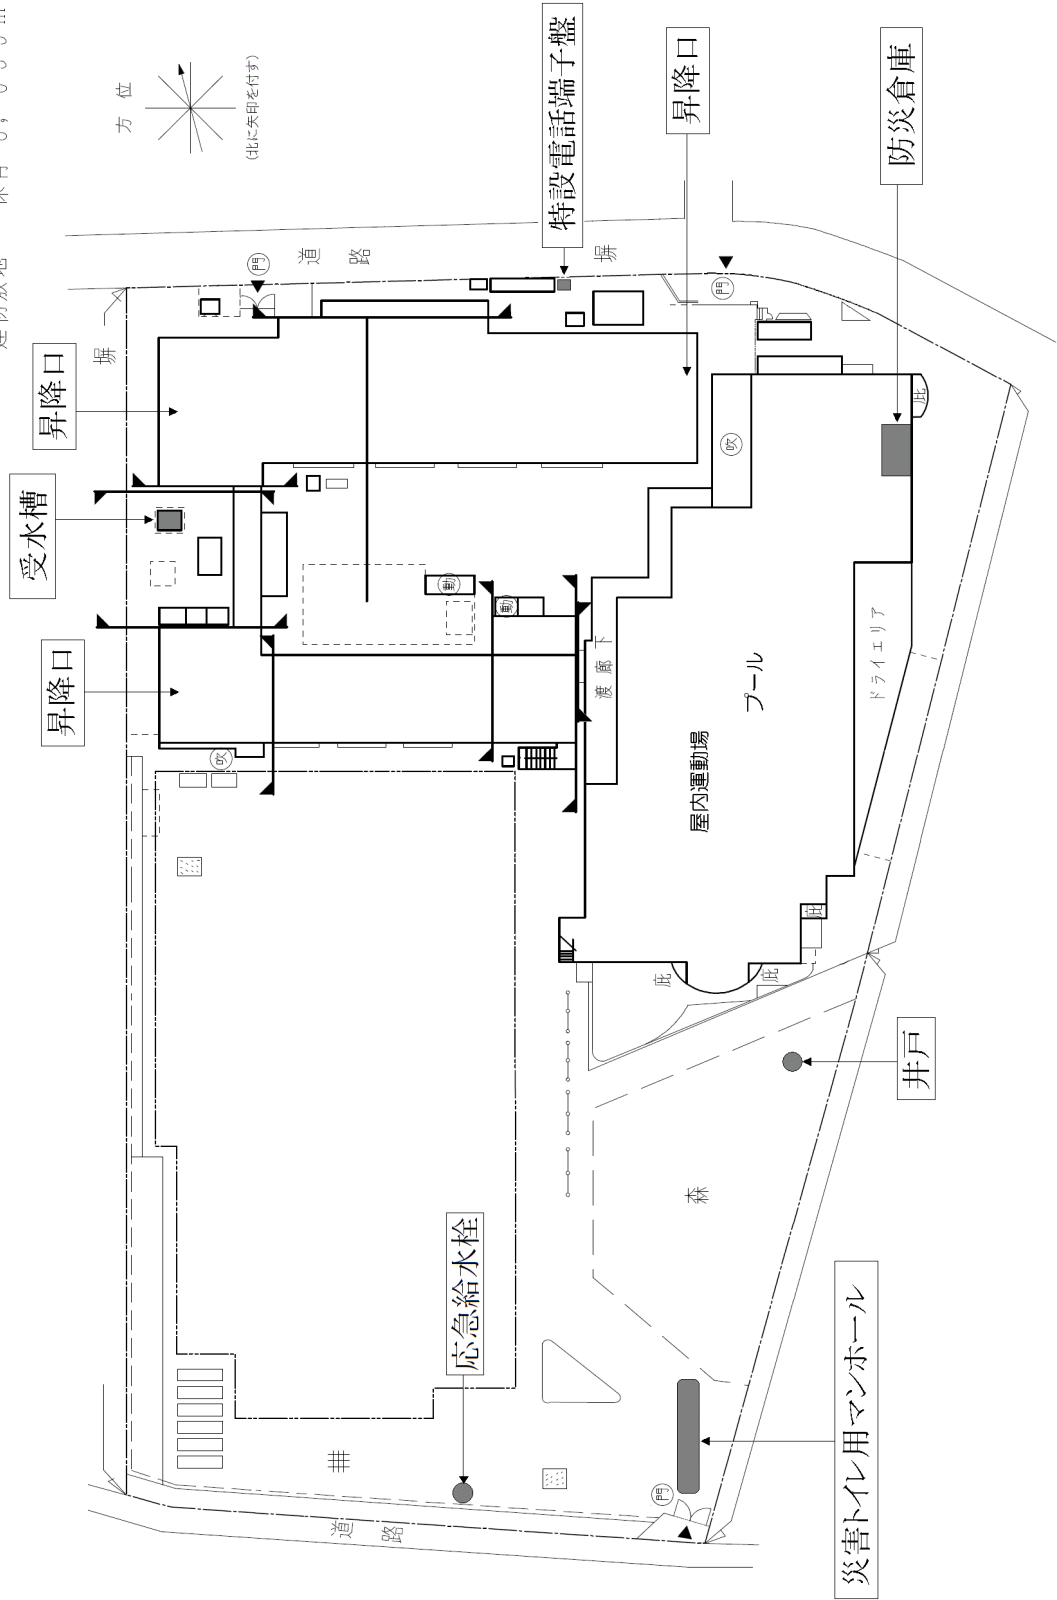 方位
(北に矢印を付す)
特設電話端子盤
昇降口
防災倉庫
道路
塀
門
門
塀
昇降口
受水槽
昇降口
庇
吹
動
動
吹
渡廊下
プール
屋内運動場
ドライエリア
庇
庇
庇
井戸
森
応急給水栓
災害トイレ用マンホール
井
門
道路